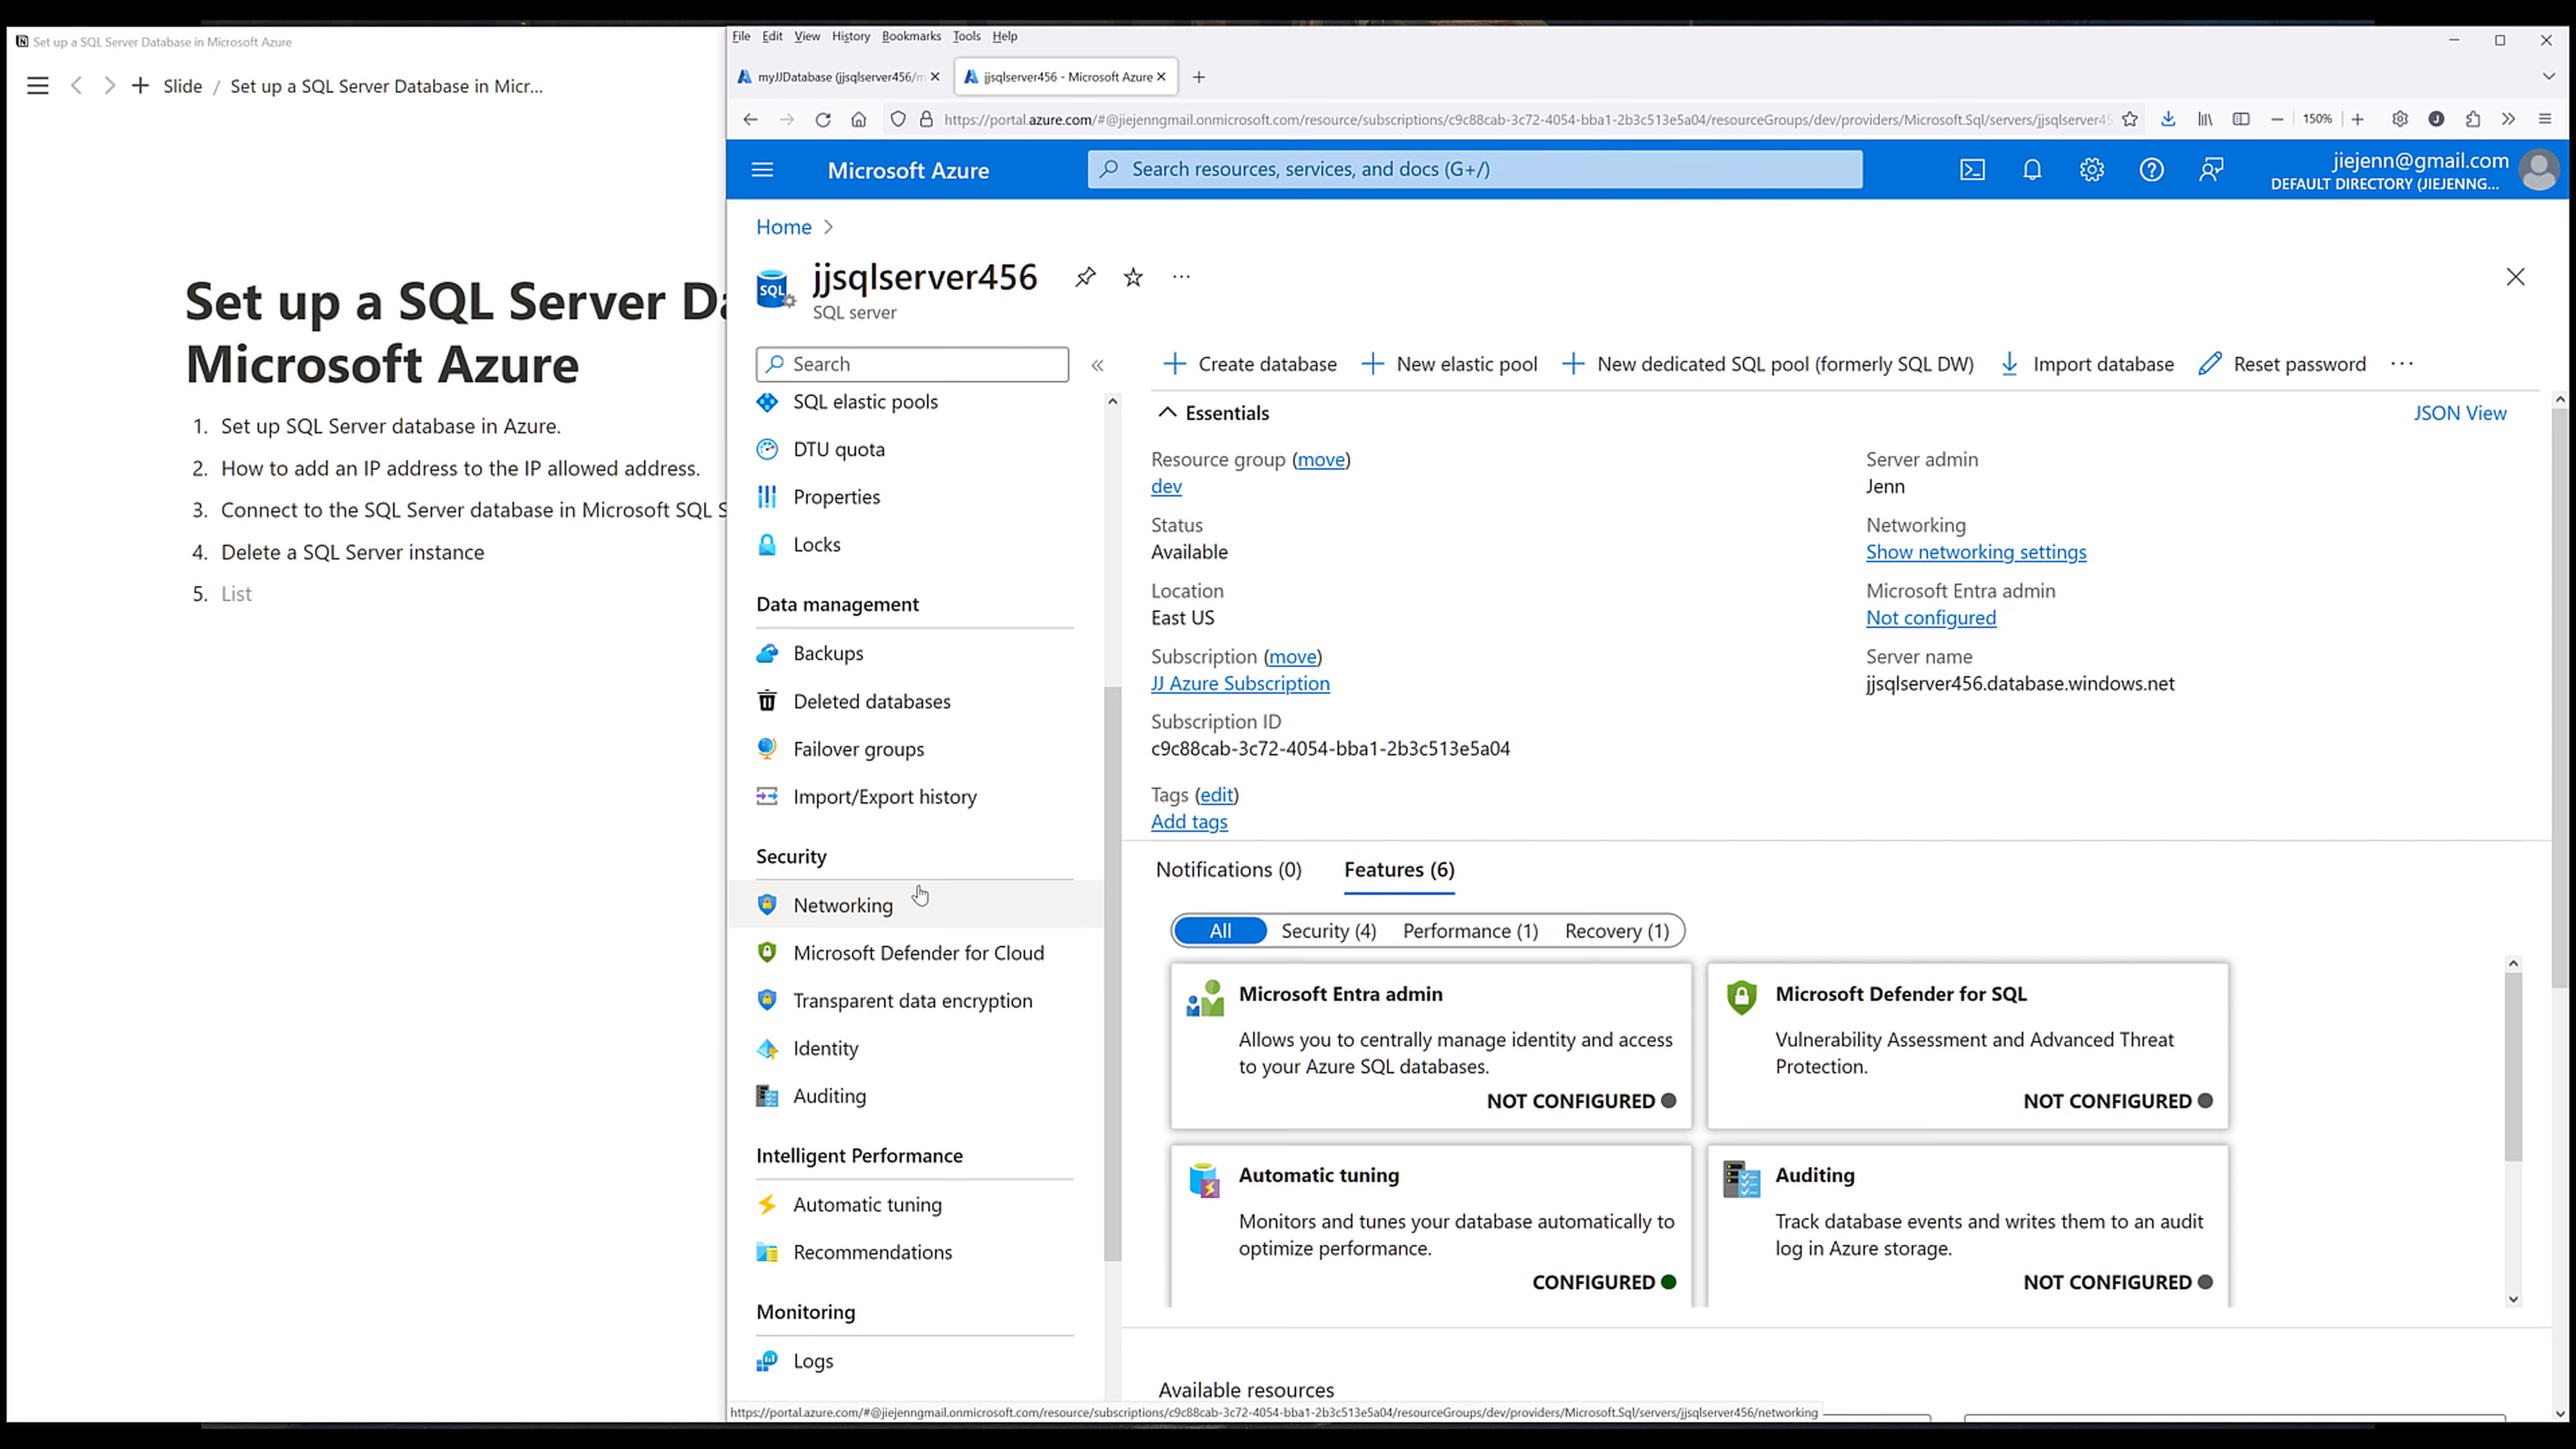 Set up a SQL Server Database in Microsoft Azure
Slide / Set up a SQL Server Database in Micr...
Set up a SQL Server Da
Microsoft Azure
1. Set up SQL Server database in Azure.
2. How to add an IP address to the IP allowed address.
3. Connect to the SQL Server database in Microsoft SQL S
4. Delete a SQL Server instance
5. List
File Edit View History Bookmarks Tools Help
myJJDatabase (jjsqlserver456/m
jjsqlserver456 - Microsoft Azure
https://portal.azure.com/#@jiejenngmail.onmicrosoft.com/resource/subscriptions/c9c88cab-3c72-4054-bba1-2b3c513e5a04/resourceGroups/dev/providers/Microsoft.Sql/servers/jjsqlserver45
150%
J
Microsoft Azure
Search resources, services, and docs (G+/)
jiejenn@gmail.com
DEFAULT DIRECTORY (JIEJENNG...
Home
SQL
jjsqlserver456
SQL server
Search
Create database
New elastic pool
New dedicated SQL pool (formerly SQL DW)
Import database
Reset password
SQL elastic pools
DTU quota
Properties
Locks
Data management
Backups
Deleted databases
Failover groups
Import/Export history
Security
Networking
Microsoft Defender for Cloud
Transparent data encryption
Identity
Auditing
Intelligent Performance
Automatic tuning
Recommendations
Monitoring
Logs
Essentials
JSON View
Resource group (move)
dev
Status
Available
Location
East US
Subscription (move)
JJ Azure Subscription
Subscription ID
c9c88cab-3c72-4054-bba1-2b3c513e5a04
Tags (edit)
Add tags
Server admin
Jenn
Networking
Show networking settings
Microsoft Entra admin
Not configured
Server name
jjsqlserver456.database.windows.net
Notifications (0)
Features (6)
All
Security (4)
Performance (1)
Recovery (1)
Microsoft Entra admin
Allows you to centrally manage identity and access
to your Azure SQL databases.
NOT CONFIGURED
Microsoft Defender for SQL
Vulnerability Assessment and Advanced Threat
Protection.
NOT CONFIGURED
Automatic tuning
Monitors and tunes your database automatically to
optimize performance.
CONFIGURED
Auditing
Track database events and writes them to an audit
log in Azure storage.
NOT CONFIGURED
Available resources
https://portal.azure.com/#@jiejenngmail.onmicrosoft.com/resource/subscriptions/c9c88cab-3c72-4054-bba1-2b3c513e5a04/resourceGroups/dev/providers/Microsoft.Sql/servers/jjsqlserver456/networking